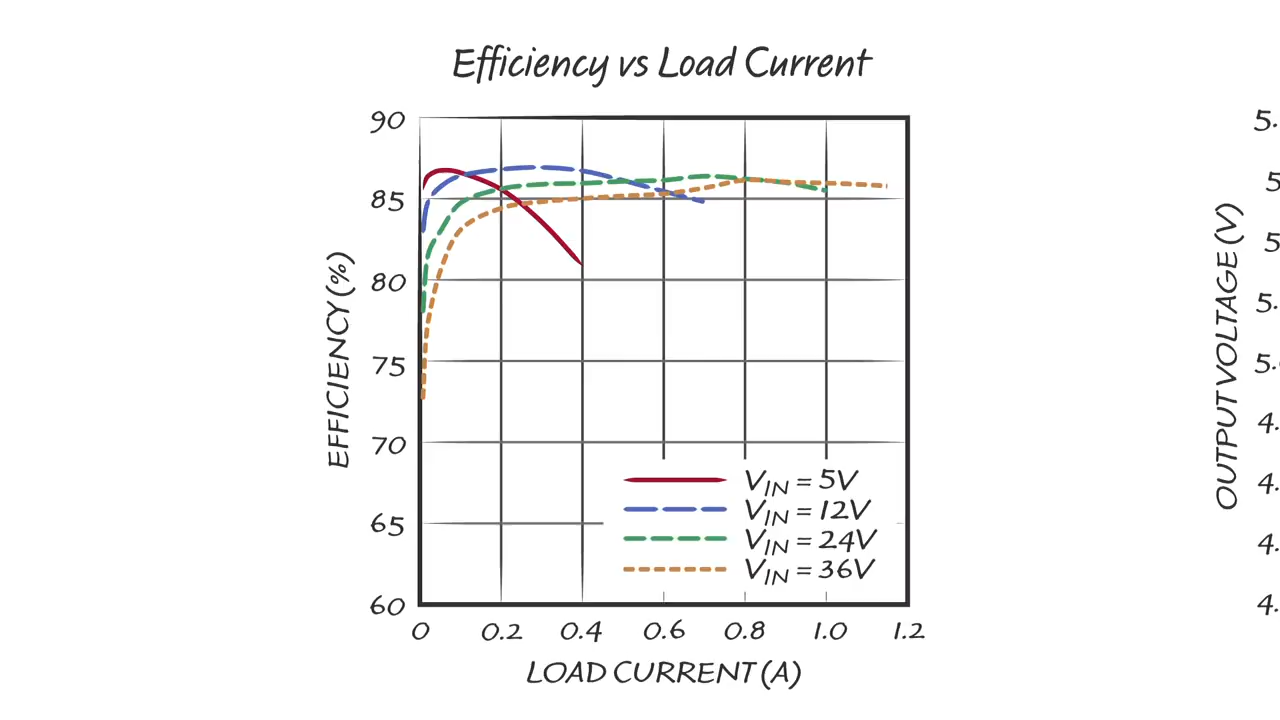 Efficiency vs Load Current
EFFICIENCY (%)
90
85
80
75
70
65
60
0 0.2 0.4 0.6 0.8 1.0 1.2
LOAD CURRENT (A)
VIN = 5V
VIN = 12V
VIN = 24V
VIN = 36V
OUTPUT VOLTAGE (V)